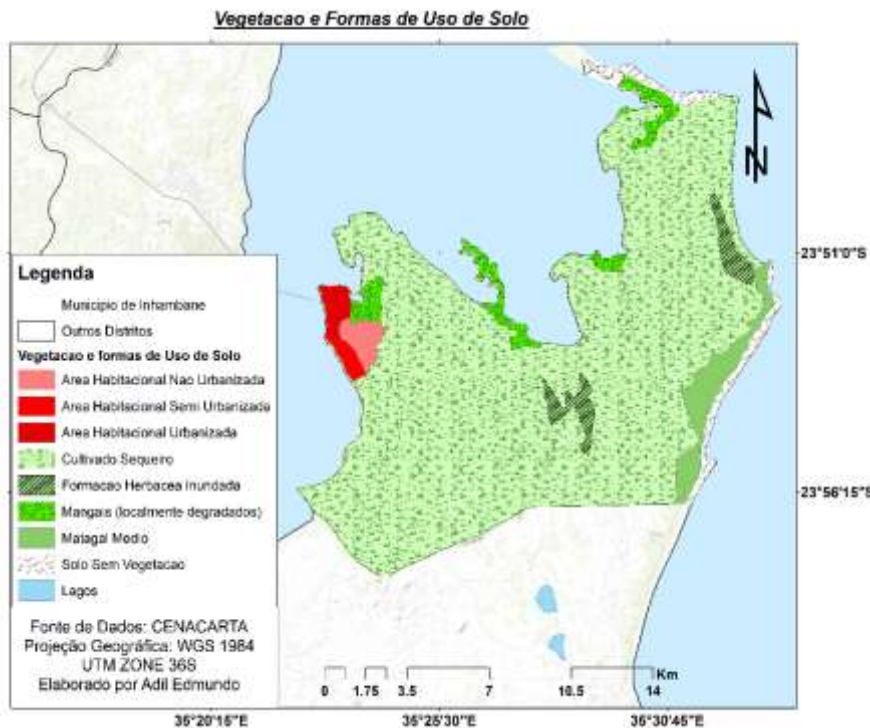 Vegetacao e Formas de Uso de Solo
N
23°51'0"S
Legenda
Municipio de Inhambane
Outros Distritos
Vegetacao e formas de Uso de Solo
Area Habitacional Nao Urbanizada
Area Habitacional Semi Urbanizada
Area Habitacional Urbanizada
Cultivado Sequeiro
Formacao Herbacea Inundada
Mangais (localmente degradados)
Matagal Medio
Solo Sem Vegetacao
Lagos
23°56'15"S
Fonte de Dados: CENACARTA
Projeção Geográfica: WGS 1984
UTM ZONE 36S
Elaborado por Adil Edmundo
Km
0 1.75 3.5 7 10.5 14
35°20'15"E 35°25'30"E 35°30'45"E